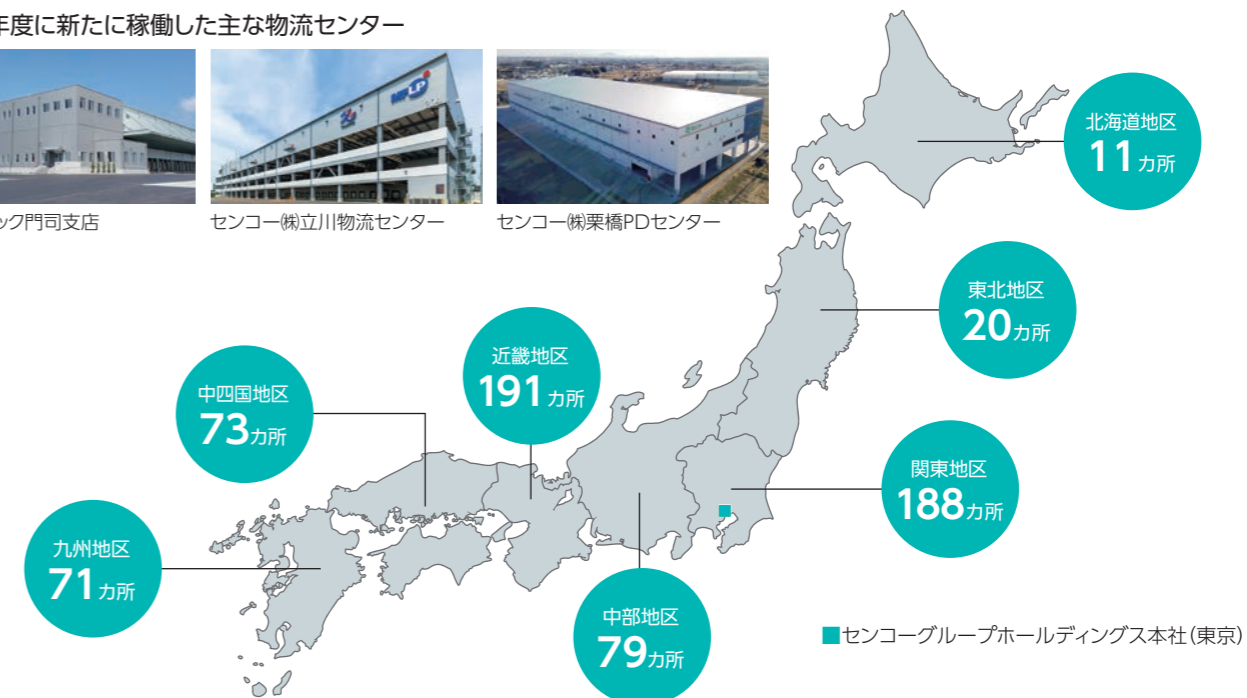 年度に新たに稼働した主な物流センター
MFLP
ック門司支店
センコー㈱立川物流センター
センコー㈱栗橋PDセンター
北海道地区
11カ所
東北地区
20カ所
近畿地区
191カ所
中四国地区
73カ所
関東地区
188カ所
九州地区
71カ所
中部地区
79カ所
■センコーグループホールディングス本社(東京)